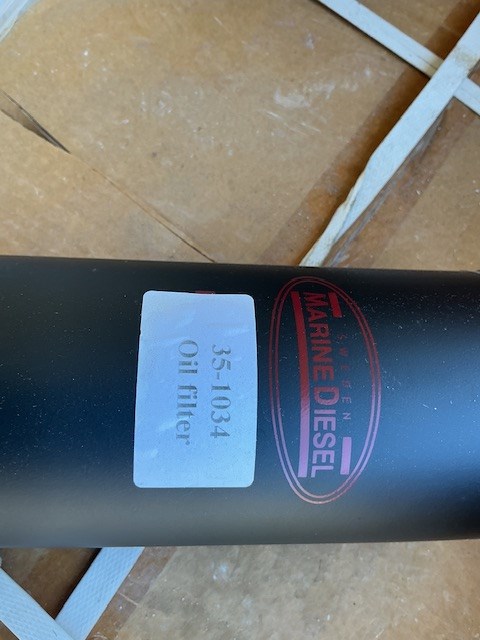 SWEDEN
MARINE DIESEL
35-1034
Oil filter